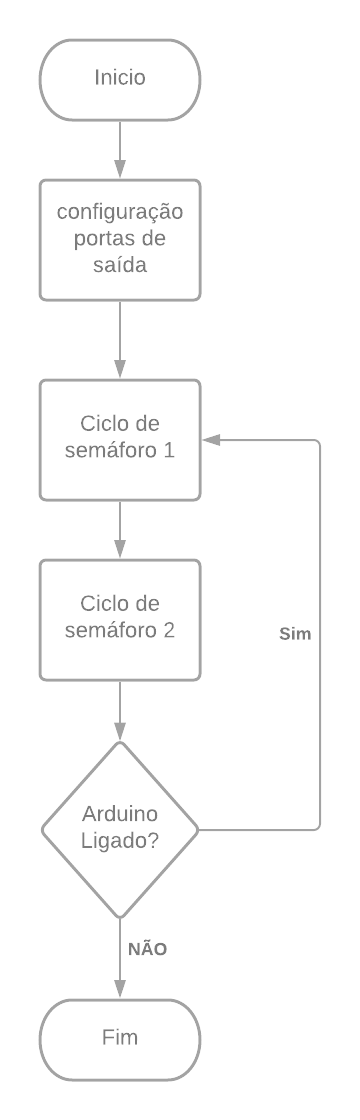 Inicio
configuração
portas de
saída
Ciclo de
semáforo 1
Ciclo de
semáforo 2
Sim
Arduino
Ligado?
NÃO
Fim